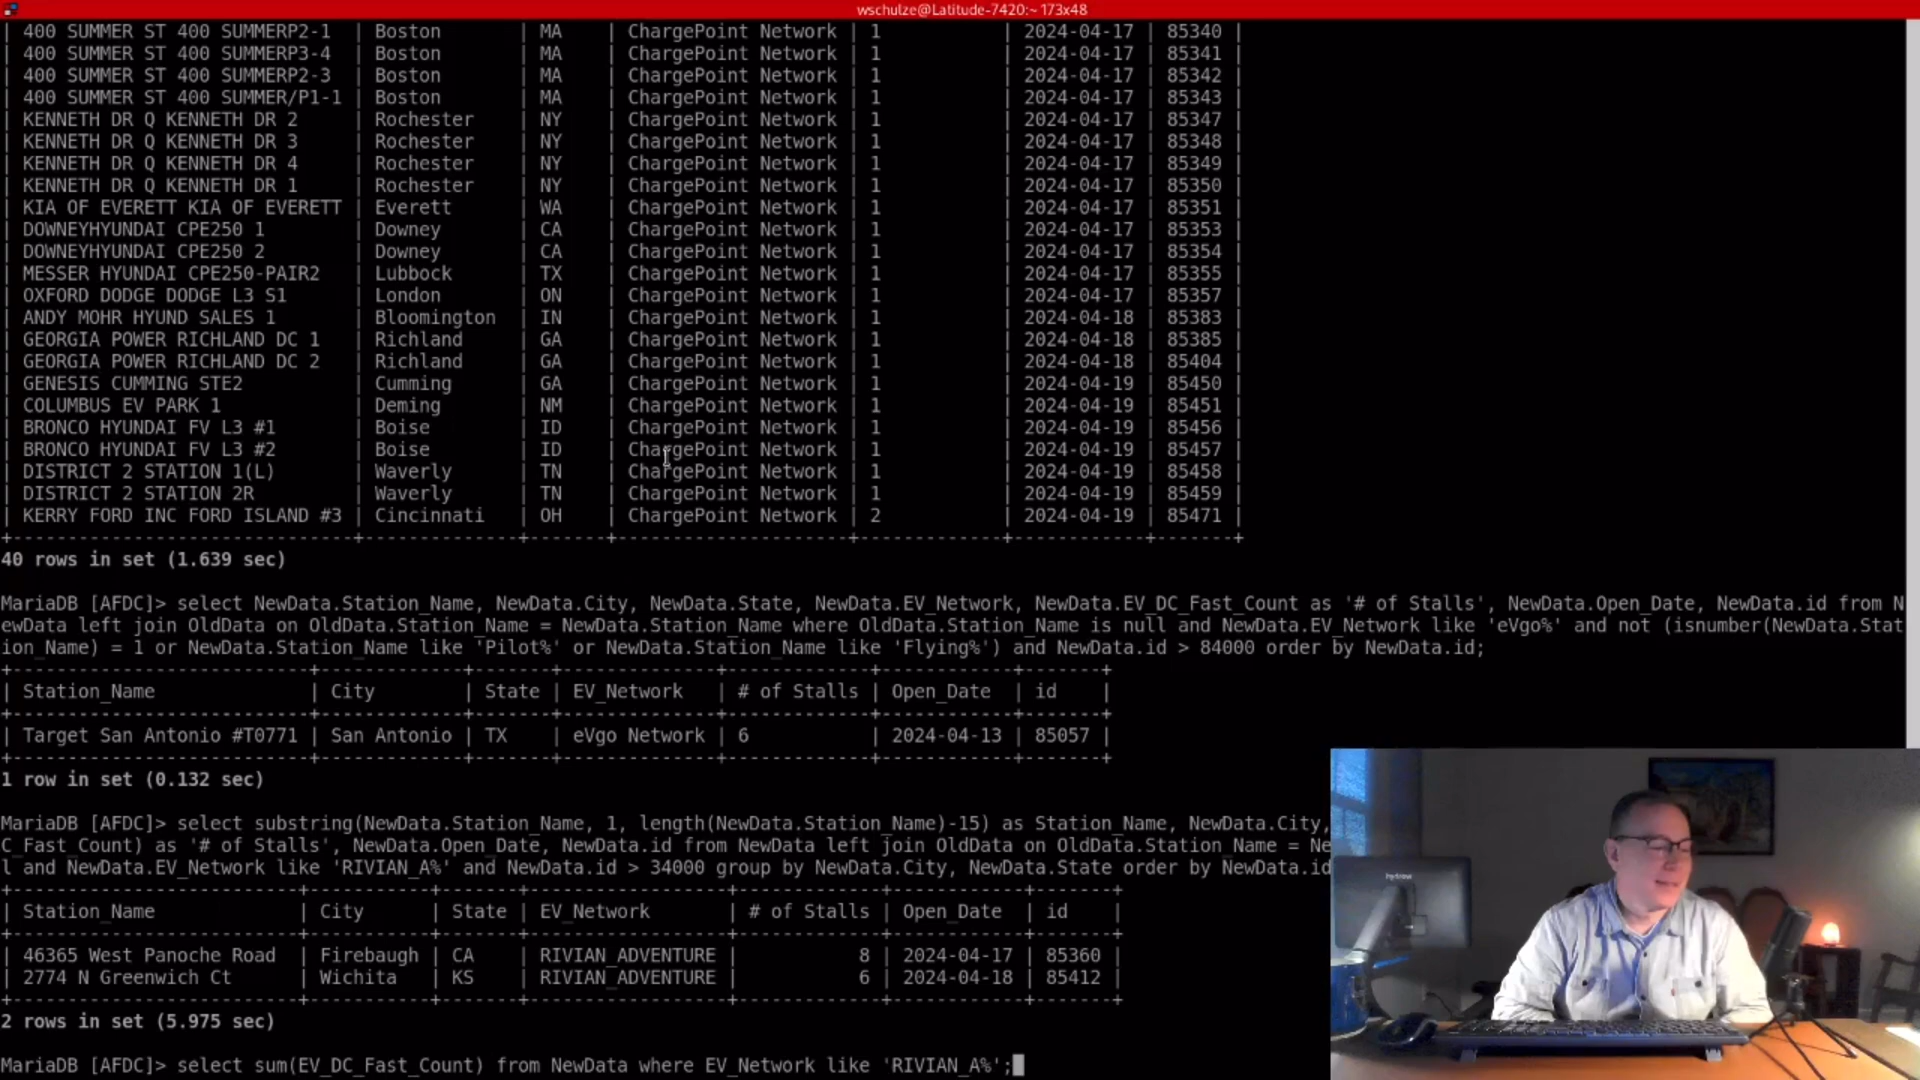 wschulze@Latitude-7420:~ 173x48
| 400 SUMMER ST 400 SUMMERP2-1 | Boston | MA | ChargePoint Network | 1 | 2024-04-17 | 85340 |
| 400 SUMMER ST 400 SUMMERP3-4 | Boston | MA | ChargePoint Network | 1 | 2024-04-17 | 85341 |
| 400 SUMMER ST 400 SUMMERP2-3 | Boston | MA | ChargePoint Network | 1 | 2024-04-17 | 85342 |
| 400 SUMMER ST 400 SUMMER/P1-1 | Boston | MA | ChargePoint Network | 1 | 2024-04-17 | 85343 |
| KENNETH DR Q KENNETH DR 2 | Rochester | NY | ChargePoint Network | 1 | 2024-04-17 | 85347 |
| KENNETH DR Q KENNETH DR 3 | Rochester | NY | ChargePoint Network | 1 | 2024-04-17 | 85348 |
| KENNETH DR Q KENNETH DR 4 | Rochester | NY | ChargePoint Network | 1 | 2024-04-17 | 85349 |
| KENNETH DR Q KENNETH DR 1 | Rochester | NY | ChargePoint Network | 1 | 2024-04-17 | 85350 |
| KIA OF EVERETT KIA OF EVERETT | Everett | WA | ChargePoint Network | 1 | 2024-04-17 | 85351 |
| DOWNEYHYUNDAI CPE250 1 | Downey | CA | ChargePoint Network | 1 | 2024-04-17 | 85353 |
| DOWNEYHYUNDAI CPE250 2 | Downey | CA | ChargePoint Network | 1 | 2024-04-17 | 85354 |
| MESSER HYUNDAI CPE250-PAIR2 | Lubbock | TX | ChargePoint Network | 1 | 2024-04-17 | 85355 |
| OXFORD DODGE DODGE L3 S1 | London | ON | ChargePoint Network | 1 | 2024-04-17 | 85357 |
| ANDY MOHR HYUND SALES 1 | Bloomington | IN | ChargePoint Network | 1 | 2024-04-18 | 85383 |
| GEORGIA POWER RICHLAND DC 1 | Richland | GA | ChargePoint Network | 1 | 2024-04-18 | 85385 |
| GEORGIA POWER RICHLAND DC 2 | Richland | GA | ChargePoint Network | 1 | 2024-04-18 | 85404 |
| GENESIS CUMMING STE2 | Cumming | GA | ChargePoint Network | 1 | 2024-04-19 | 85450 |
| COLUMBUS EV PARK 1 | Deming | NM | ChargePoint Network | 1 | 2024-04-19 | 85451 |
| BRONCO HYUNDAI FV L3 #1 | Boise | ID | ChargePoint Network | 1 | 2024-04-19 | 85456 |
| BRONCO HYUNDAI FV L3 #2 | Boise | ID | ChargePoint Network | 1 | 2024-04-19 | 85457 |
| DISTRICT 2 STATION 1(L) | Waverly | TN | ChargePoint Network | 1 | 2024-04-19 | 85458 |
| DISTRICT 2 STATION 2R | Waverly | TN | ChargePoint Network | 1 | 2024-04-19 | 85459 |
| KERRY FORD INC FORD ISLAND #3 | Cincinnati | OH | ChargePoint Network | 2 | 2024-04-19 | 85471 |
40 rows in set (1.639 sec)
MariaDB [AFDC]> select NewData.Station_Name, NewData.City, NewData.State, NewData.EV_Network, NewData.EV_DC_Fast_Count as '# of Stalls', NewData.Open_Date, NewData.id from N
ewData left join OldData on OldData.Station_Name = NewData.Station_Name where OldData.Station_Name is null and NewData.EV_Network like 'eVgo%' and not (isnumber(NewData.Stat
ion_Name) = 1 or NewData.Station_Name like 'Pilot%' or NewData.Station_Name like 'Flying%') and NewData.id > 84000 order by NewData.id;
| Station_Name | City | State | EV_Network | # of Stalls | Open_Date | id |
| Target San Antonio #T0771 | San Antonio | TX | eVgo Network | 6 | 2024-04-13 | 85057 |
1 row in set (0.132 sec)
MariaDB [AFDC]> select substring(NewData.Station_Name, 1, length(NewData.Station_Name)-15) as Station_Name, NewData.City,
C_Fast_Count) as '# of Stalls', NewData.Open_Date, NewData.id from NewData left join OldData on OldData.Station_Name = Ne
l and NewData.EV_Network like 'RIVIAN_A%' and NewData.id > 34000 group by NewData.City, NewData.State order by NewData.id
| Station_Name | City | State | EV_Network | # of Stalls | Open_Date | id |
| 46365 West Panoche Road | Firebaugh | CA | RIVIAN_ADVENTURE | 8 | 2024-04-17 | 85360 |
| 2774 N Greenwich Ct | Wichita | KS | RIVIAN_ADVENTURE | 6 | 2024-04-18 | 85412 |
2 rows in set (5.975 sec)
MariaDB [AFDC]> select sum(EV_DC_Fast_Count) from NewData where EV_Network like 'RIVIAN_A%';